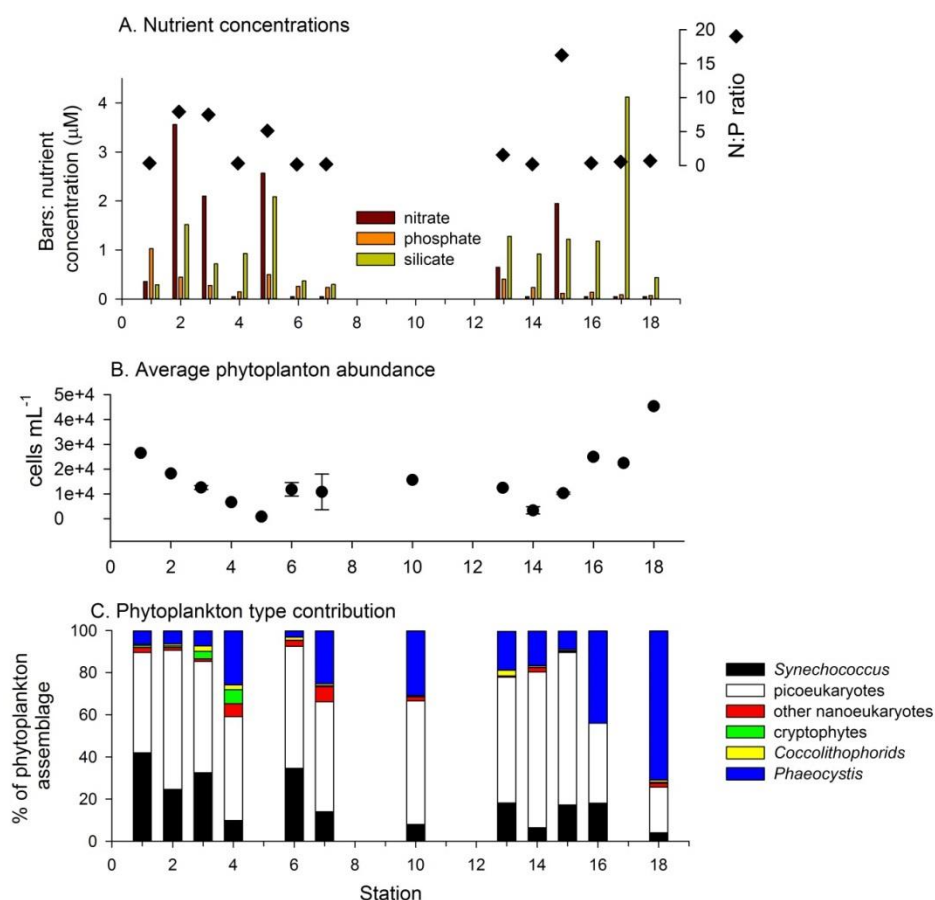 A. Nutrient concentrations
Bars: nutrient
concentration (μM)
4
3
2
1
0
20
15
10
5
0
N:P ratio
nitrate
phosphate
silicate
0 2 4 6 8 10 12 14 16 18
B. Average phytoplanton abundance
cells mL-1
5e+4
4e+4
3e+4
2e+4
1e+4
0
0 2 4 6 8 10 12 14 16 18
C. Phytoplankton type contribution
% of phytoplankton
assemblage
100
80
60
40
20
0
0 2 4 6 8 10 12 14 16 18
Station
Synechococcus
picoeukaryotes
other nanoeukaryotes
cryptophytes
Coccolithophorids
Phaeocystis